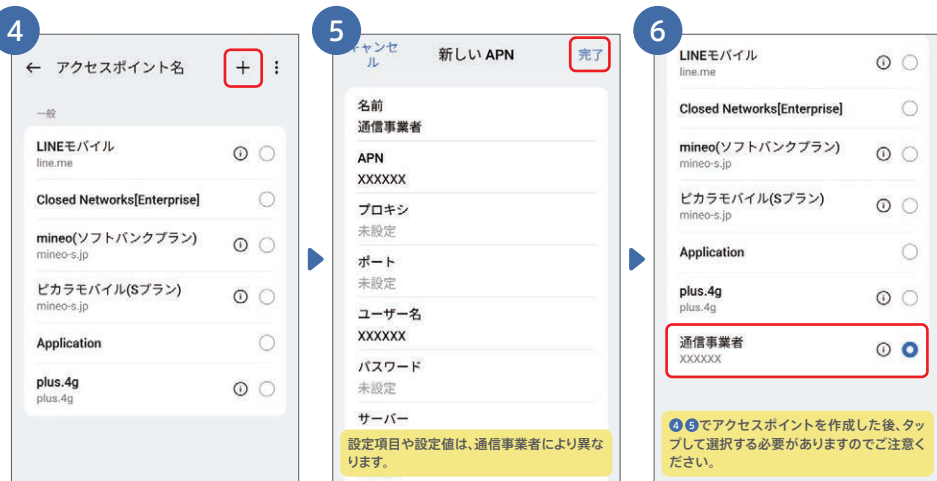 4
アクセスポイント名
一般
LINEモバイル
line.me
Closed Networks[Enterprise]
mineo(ソフトバンクプラン)
mineo-s.jp
ピカラモバイル(Sプラン)
mineo-s.jp
Application
plus.4g
plus.4g
5
キャンセ
ル
新しい APN
完了
名前
通信事業者
APN
XXXXXX
プロキシ
未設定
ポート
未設定
ユーザー名
XXXXXX
パスワード
未設定
サーバー
設定項目や設定値は、通信事業者により異な
ります。
6
LINEモバイル
line.me
Closed Networks[Enterprise]
mineo(ソフトバンクプラン)
mineo-s.jp
ピカラモバイル(Sプラン)
mineo-s.jp
Application
plus.4g
plus.4g
通信事業者
XXXXXX
❹❺でアクセスポイントを作成した後、タッ
プして選択する必要がありますのでご注意く
ださい。